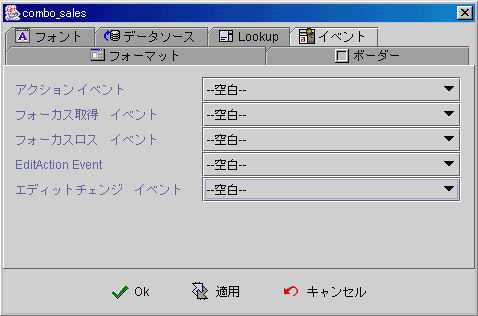 combo_sales
フォント データソース Lookup イベント
フォーマット ボーダー
アクション イベント --空白--
フォーカス取得 イベント --空白--
フォーカスロス イベント --空白--
EditAction Event --空白--
エディットチェンジ イベント --空白--
Ok 適用 キャンセル